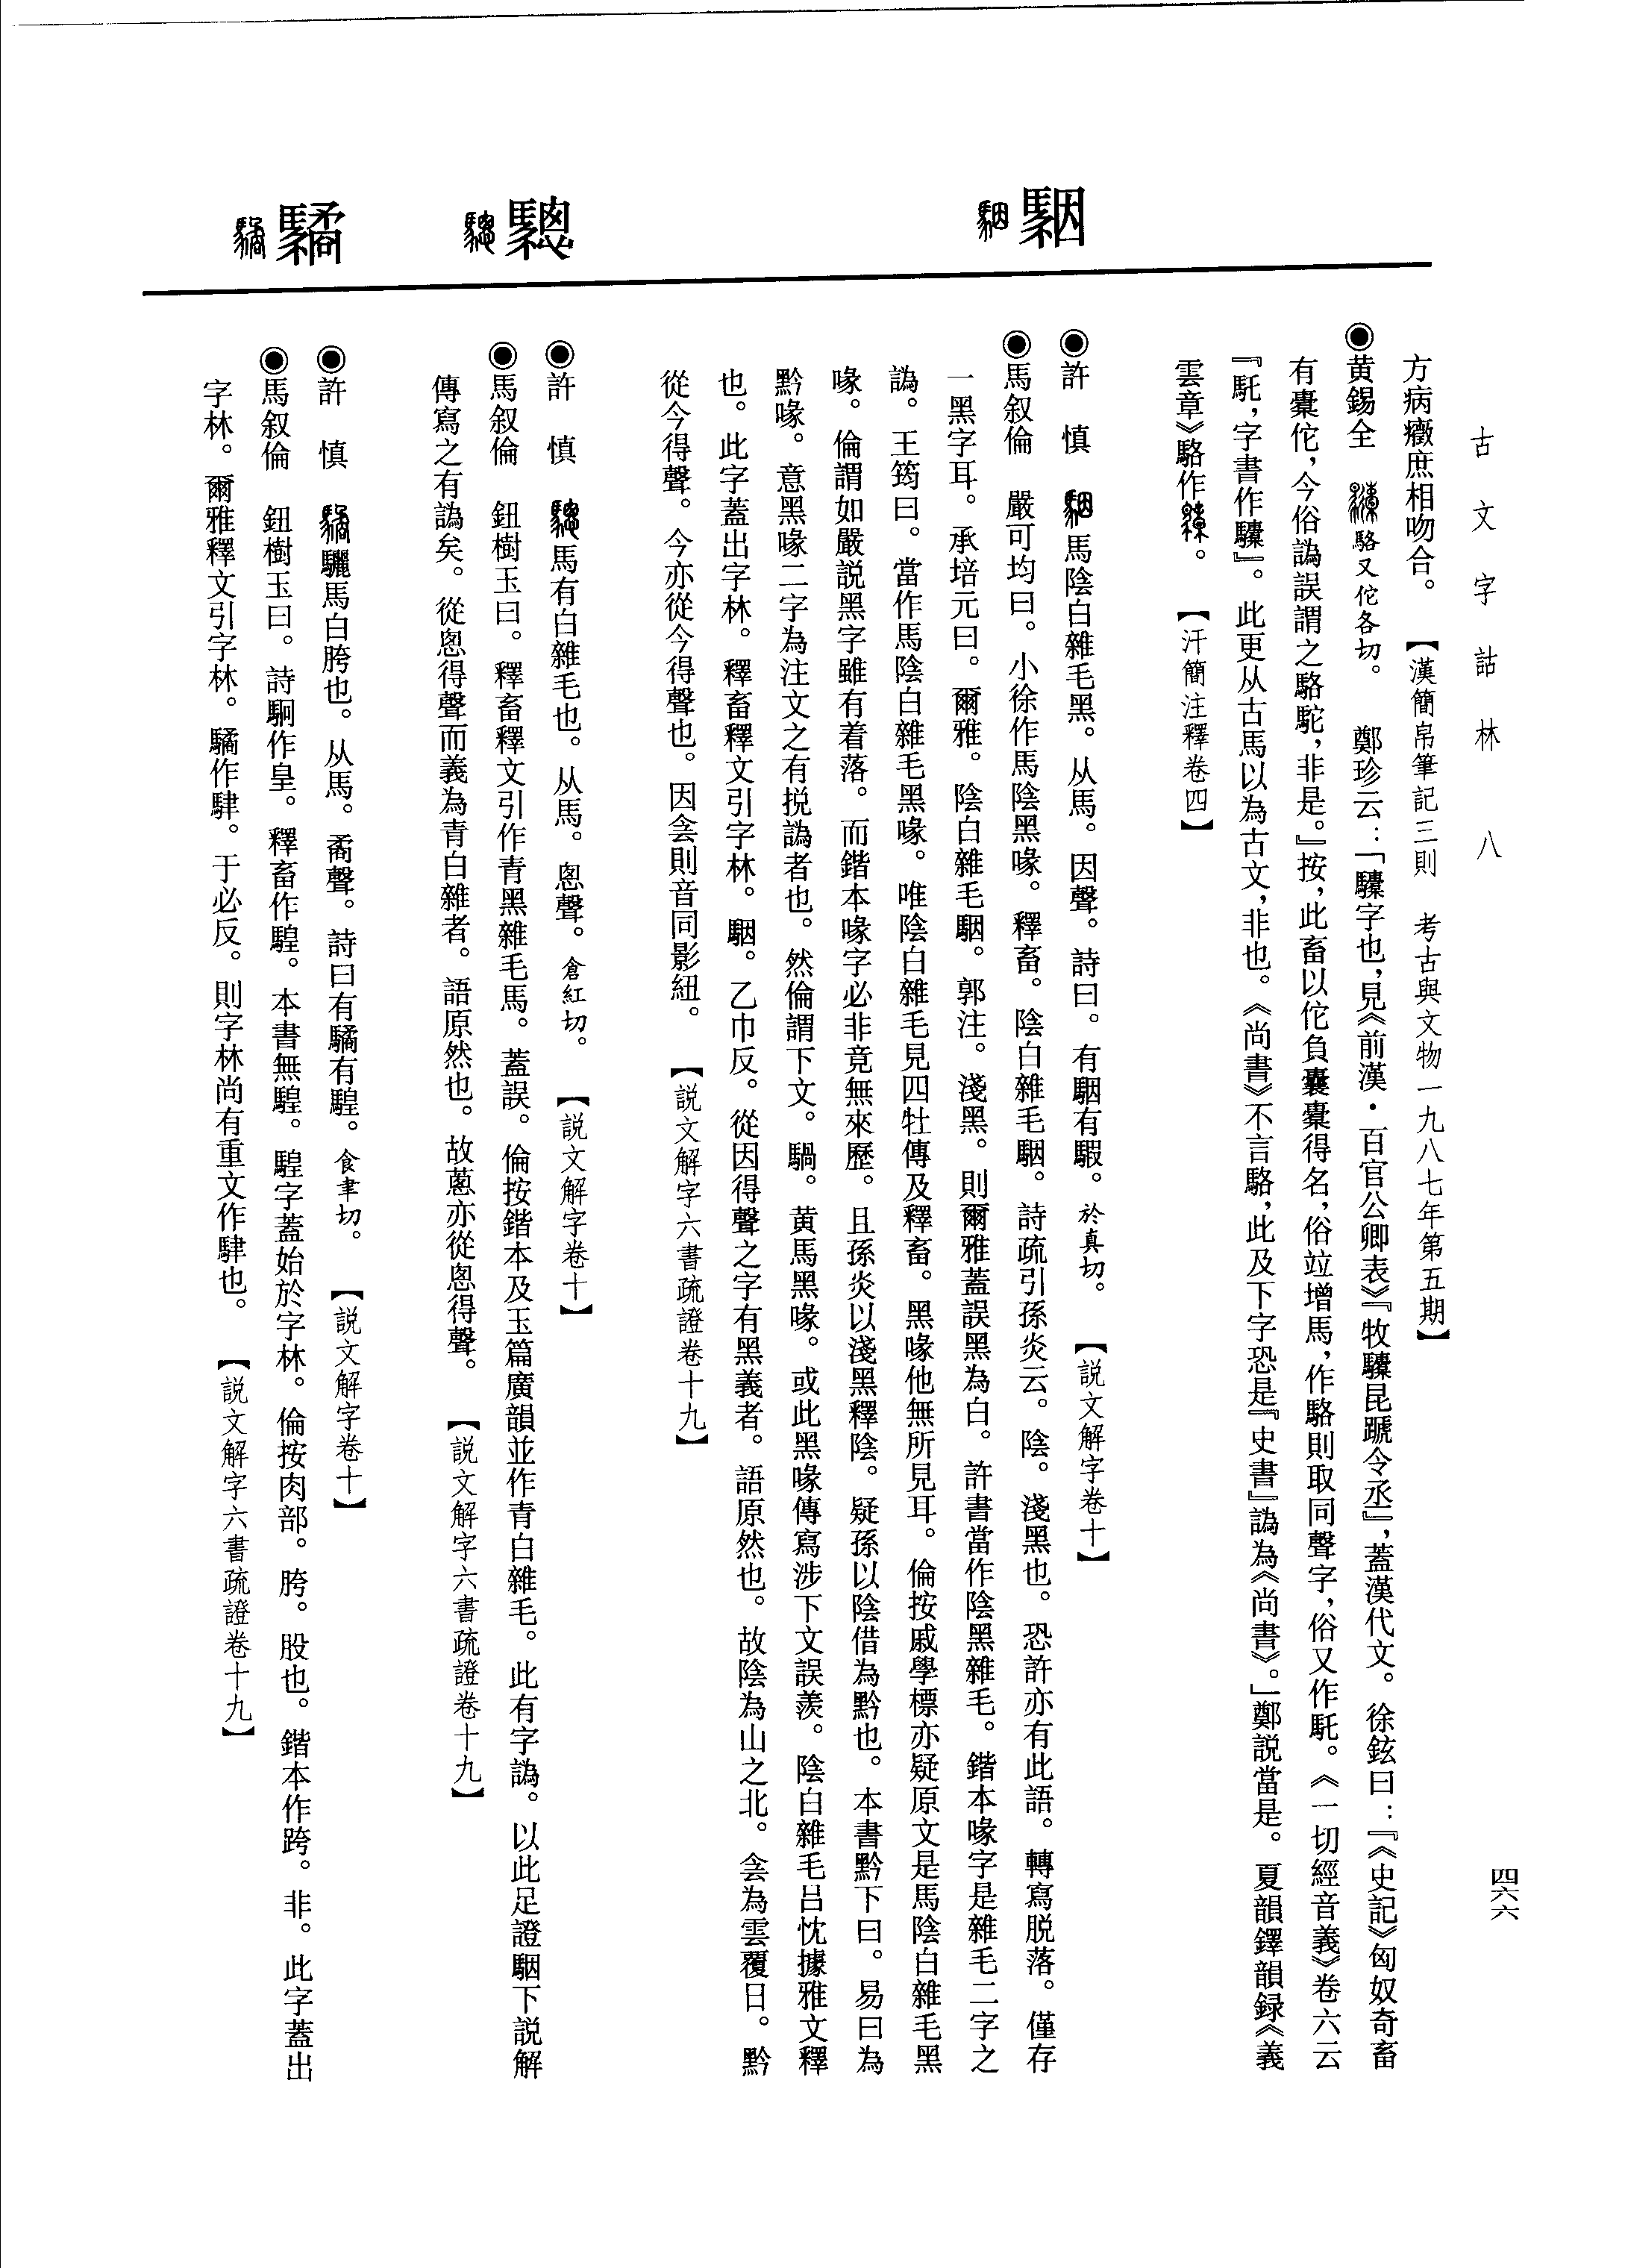 古文字詁林　八
四六六
方病癥庶相吻合。　【漢簡帛筆記三則　考古與文物一九八七年第五期】
◉黄錫全　駱又佗各切。　鄭珍云：「驝字也，見《前漢·百官公卿表》『牧驝昆蹏令丞』，蓋漢代文。徐鉉曰：『《史記》匈奴奇畜
有橐佗，今俗譌誤謂之駱駝，非是。』按，此畜以佗負囊橐得名，俗竝增馬，作駱則取同聲字，俗又作馲。《一切經音義》卷六云
『馲，字書作驝』。此更从古馬以為古文，非也。《尚書》不言駱，此及下字恐是『史書』譌為《尚書》。」鄭説當是。夏韻鐸韻録《義
雲章》駱作。　【汗簡注釋卷四】
駰
◉許　慎　馬陰白雜毛黑。从馬。因聲。詩曰。有駰有騢。於真切。　【説文解字卷十】
◉馬叙倫　嚴可均曰。小徐作馬陰黑喙。釋畜。陰白雜毛駰。詩疏引孫炎云。陰。淺黑也。恐許亦有此語。轉寫脱落。僅存
一黑字耳。承培元曰。爾雅。陰白雜毛駰。郭注。淺黑。則爾雅蓋誤黑為白。許書當作陰黑雜毛。鍇本喙字是雜毛二字之
譌。王筠曰。當作馬陰白雜毛黑喙。唯陰白雜毛見四牡傳及釋畜。黑喙他無所見耳。倫按戚學標亦疑原文是馬陰白雜毛黑
喙。倫謂如嚴説黑字雖有着落。而鍇本喙字必非竟無來歷。且孫炎以淺黑釋陰。疑孫以陰借為黔也。本書黔下曰。易曰為
黔喙。意黑喙二字為注文之有捝譌者也。然倫謂下文。騧。黄馬黑喙。或此黑喙傳寫涉下文誤羨。陰白雜毛吕忱據雅文釋
也。此字蓋出字林。釋畜釋文引字林。駰。乙巾反。從因得聲之字有黑義者。語原然也。故陰為山之北。侌為雲覆日。黔
從今得聲。今亦從今得聲也。因侌則音同影紐。　【説文解字六書疏證卷十九】
驄
◉許　慎　馬有白雜毛也。从馬。悤聲。倉紅切。　【説文解字卷十】
◉馬叙倫　鈕樹玉曰。釋畜釋文引作青黑雜毛馬。蓋誤。倫按鍇本及玉篇廣韻並作青白雜毛。此有字譌。以此足證駰下説解
傳寫之有譌矣。從悤得聲而義為青白雜者。語原然也。故蔥亦從悤得聲。　【説文解字六書疏證卷十九】
驈
◉許　慎　驪馬白胯也。从馬。矞聲。詩曰有驈有騜。食聿切。　【説文解字卷十】
◉馬叙倫　鈕樹玉曰。詩駉作皇。釋畜作騜。本書無騜。騜字蓋始於字林。倫按肉部。胯。股也。鍇本作跨。非。此字蓋出
字林。爾雅釋文引字林。驈作䮇。于必反。則字林尚有重文作䮇也。　【説文解字六書疏證卷十九】